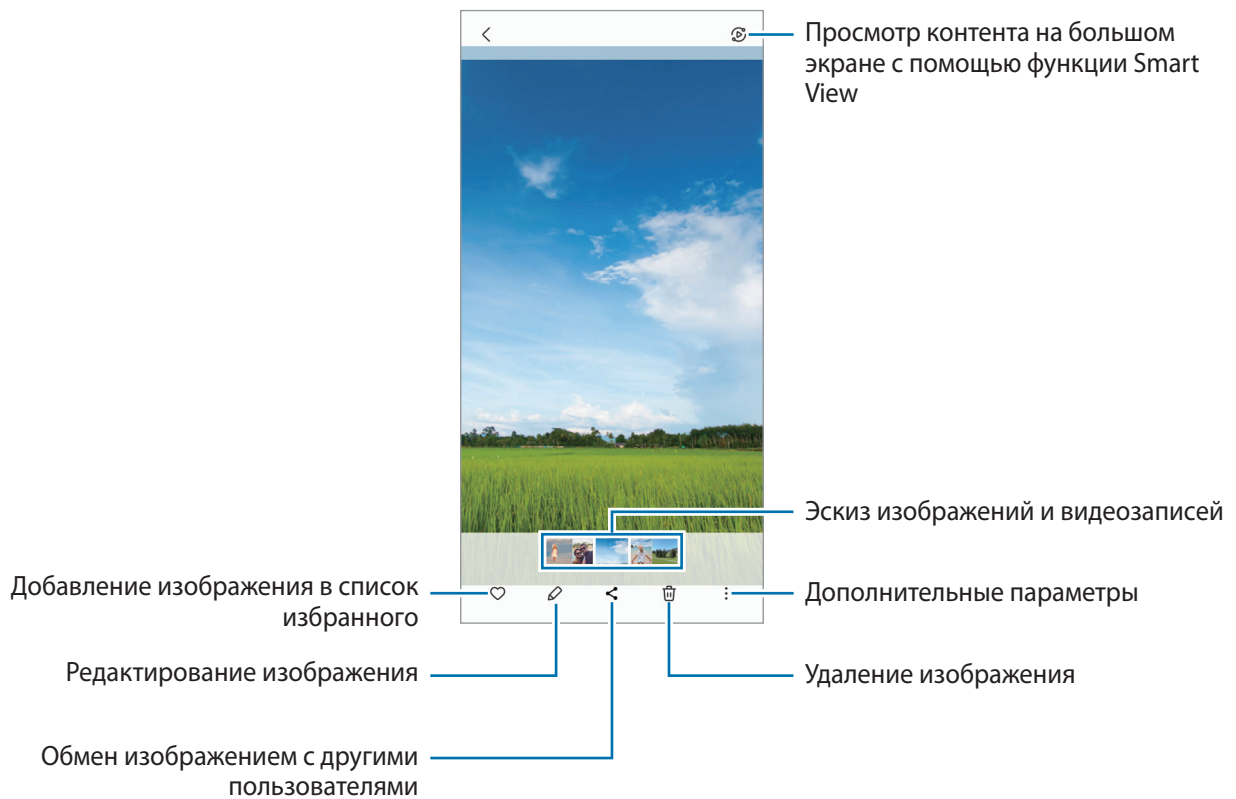 Просмотр контента на большом
экране с помощью функции Smart
View
Эскиз изображений и видеозаписей
Добавление изображения в список
избранного
Дополнительные параметры
Редактирование изображения
Удаление изображения
Обмен изображением с другими
пользователями